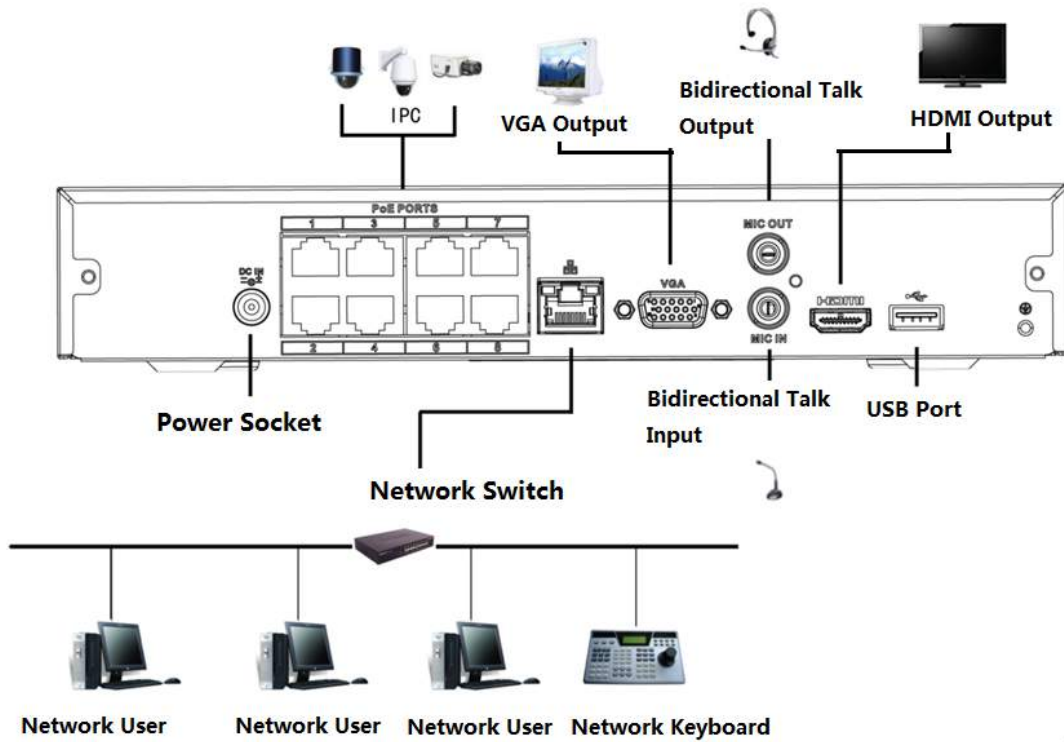 IPC
VGA Output
Bidirectional Talk
Output
HDMI Output
PoE PORTS
1 3 5 7
MIC OUT
DC IN
VGA
HDMI
2 4 6 8
MIC IN
Power Socket
Bidirectional Talk
Input
USB Port
Network Switch
Network User
Network User
Network User
Network Keyboard